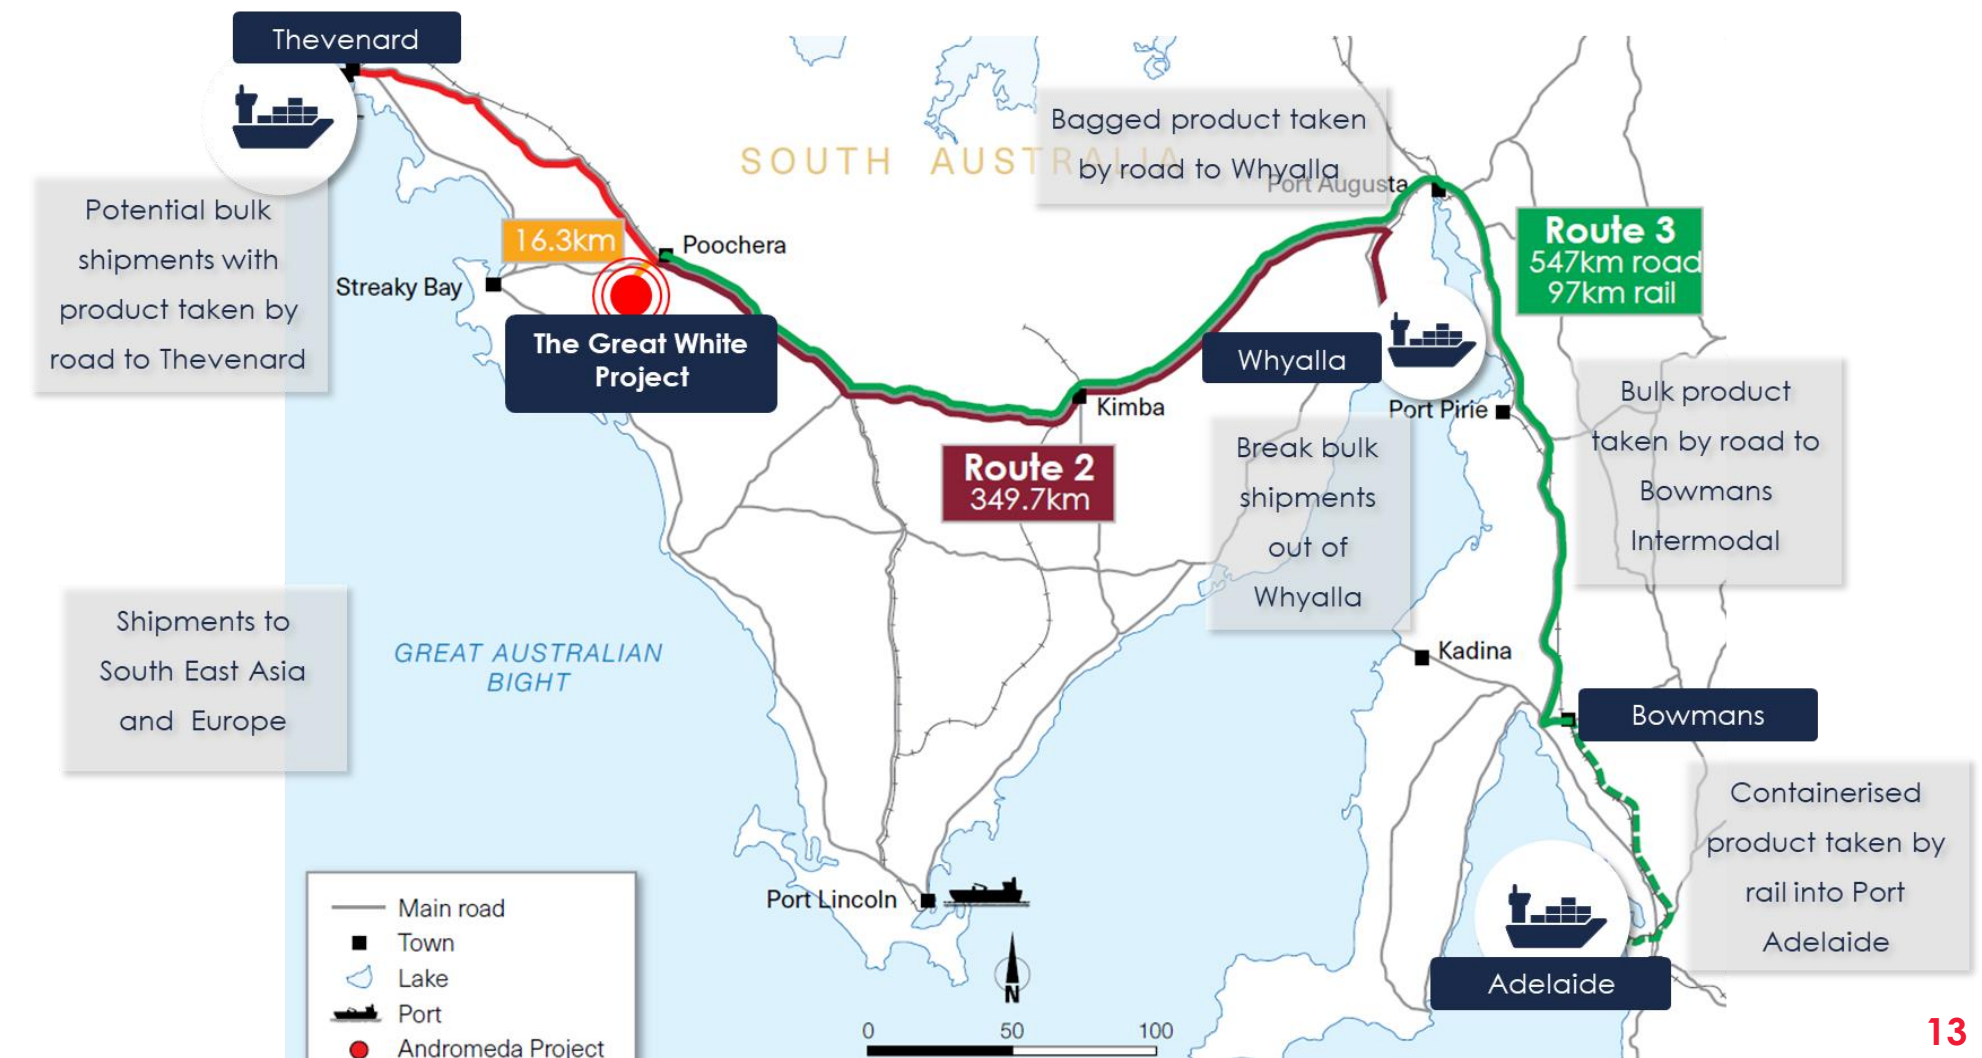 Thevenard
Bagged product taken
by road to Whyalla
SOUTH AUSTRALIA
Port Augusta
Potential bulk
shipments with
product taken by
road to Thevenard
16.3km
Poochera
Streaky Bay
The Great White
Project
Route 3
547km road
97km rail
Whyalla
Kimba
Port Pirie
Route 2
349.7km
Break bulk
shipments
out of
Whyalla
Bulk product
taken by road to
Bowmans
Intermodal
Shipments to
South East Asia
and Europe
GREAT AUSTRALIAN
BIGHT
Kadina
Bowmans
Containerised
product taken by
rail into Port
Adelaide
Port Lincoln
Adelaide
Main road
Town
Lake
Port
Andromeda Project
N
0 50 100
13